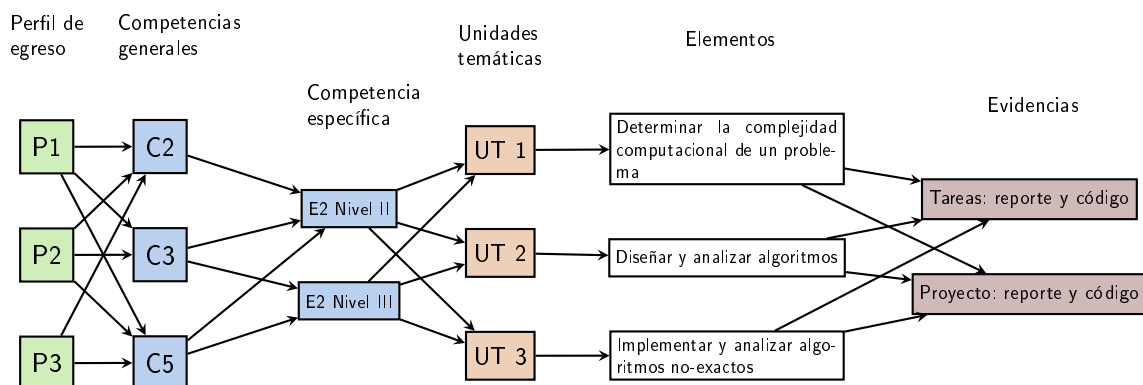 Perfil de
egreso
Competencias
generales
Competencia
específica
Unidades
temáticas
Elementos
Evidencias
P1
P2
P3
C2
C3
C5
E2 Nivel II
E2 Nivel III
UT 1
UT 2
UT 3
Determinar la complejidad
computacional de un proble-
ma
Diseñar y analizar algoritmos
Implementar y analizar algo-
ritmos no-exactos
Tareas: reporte y código
Proyecto: reporte y código